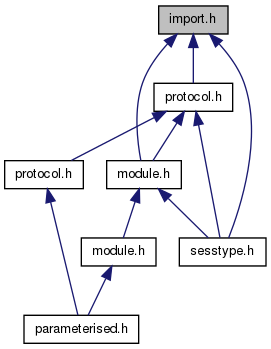 import.h
protocol.h
protocol.h
module.h
module.h
sesstype.h
parameterised.h